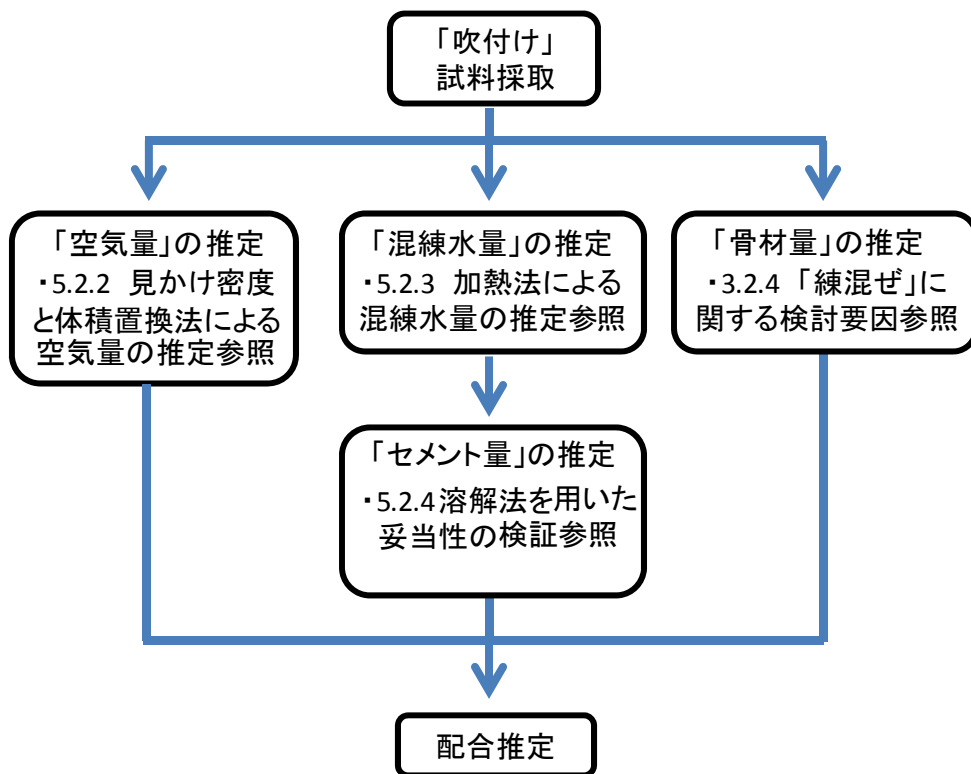 「吹付け」
試料採取
「空気量」の推定
・5.2.2 見かけ密度
と体積置換法による
空気量の推定参照
「混練水量」の推定
・5.2.3 加熱法による
混練水量の推定参照
「骨材量」の推定
・3.2.4 「練混ぜ」に
関する検討要因参照
「セメント量」の推定
・5.2.4溶解法を用いた
妥当性の検証参照
配合推定